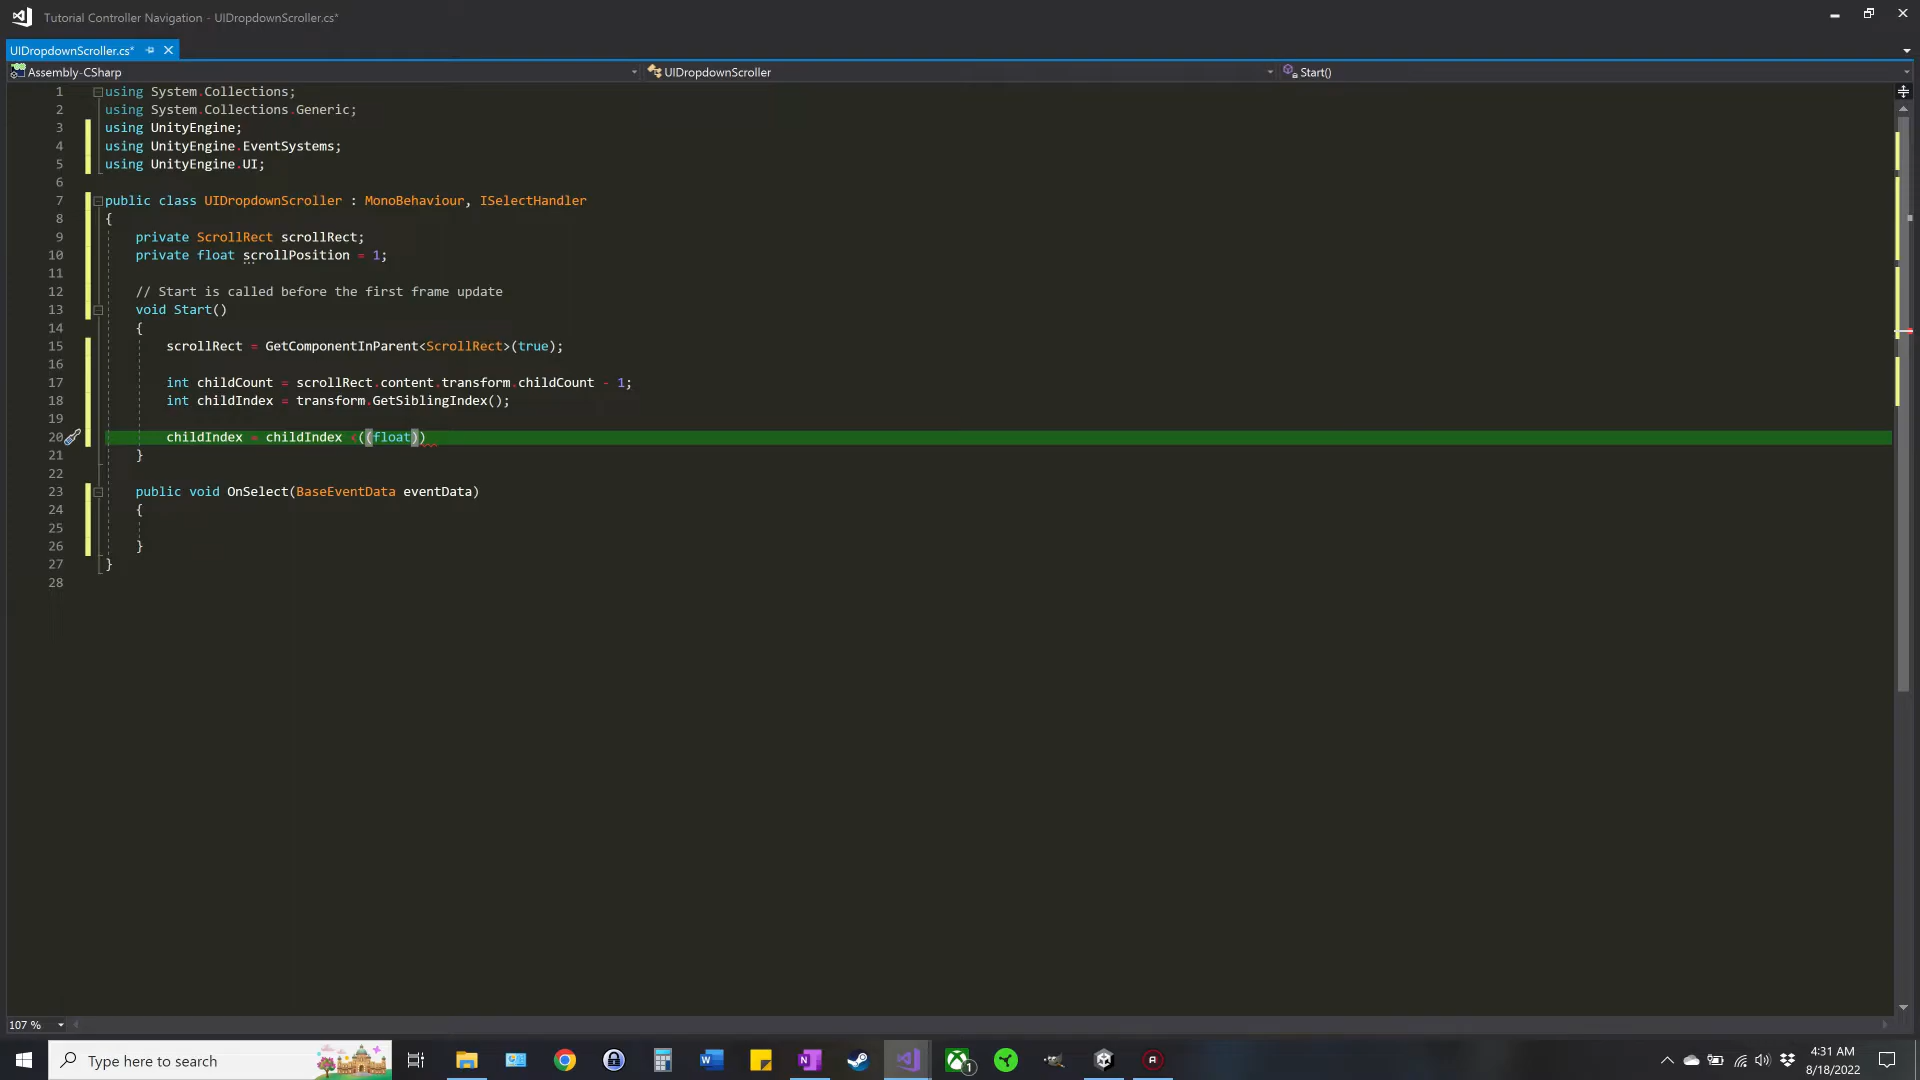 Tutorial Controller Navigation - UIDropdownScroller.cs*
UIDropdownScroller.cs*
Assembly-CSharp
UIDropdownScroller
Start()
1 using System.Collections;
2 using System.Collections.Generic;
3 using UnityEngine;
4 using UnityEngine.EventSystems;
5 using UnityEngine.UI;
6
7 public class UIDropdownScroller : MonoBehaviour, ISelectHandler
8 {
9 private ScrollRect scrollRect;
10 private float scrollPosition = 1;
11
12 // Start is called before the first frame update
13 void Start()
14 {
15 scrollRect = GetComponentInParent<ScrollRect>(true);
16
17 int childCount = scrollRect.content.transform.childCount - 1;
18 int childIndex = transform.GetSiblingIndex();
19
20 childIndex = childIndex <((float))
21 }
22
23 public void OnSelect(BaseEventData eventData)
24 {
25
26 }
27 }
28
107 %
Type here to search
1
4:31 AM
8/18/2022